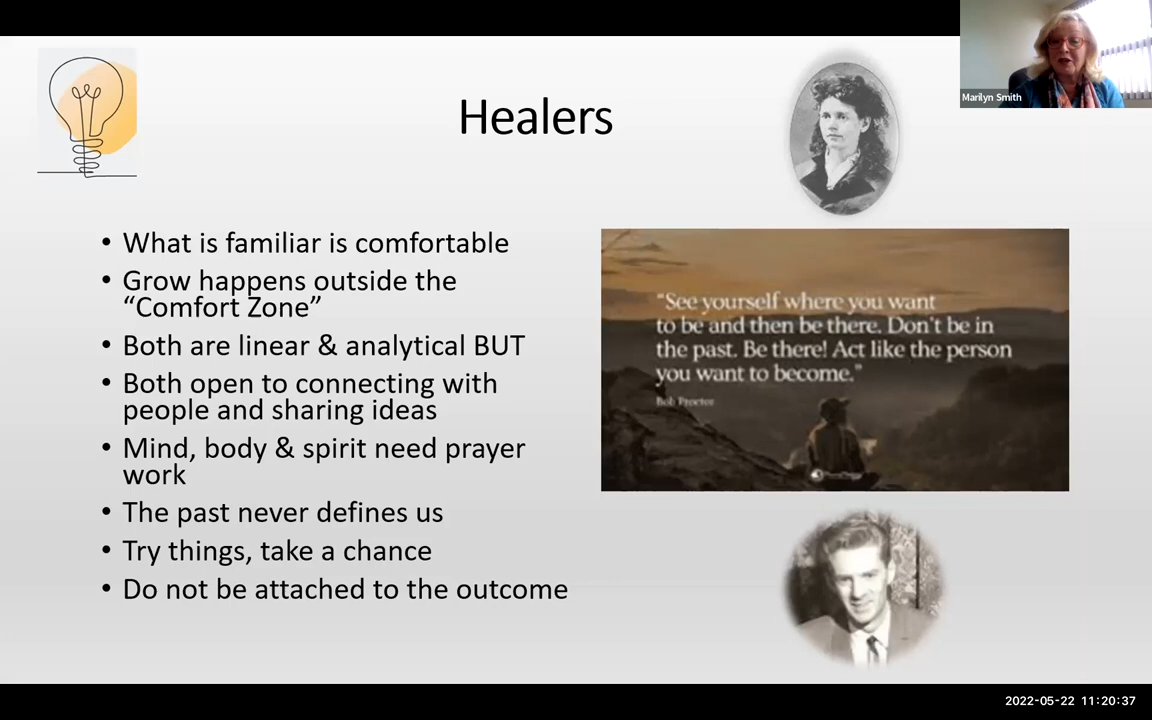 Healers
Marilyn Smith
• What is familiar is comfortable
• Grow happens outside the
“Comfort Zone”
• Both are linear & analytical BUT
• Both open to connecting with
people and sharing ideas
• Mind, body & spirit need prayer
work
• The past never defines us
• Try things, take a chance
• Do not be attached to the outcome
"See yourself where you want
to be and then be there. Don't be in
the past. Be there! Act like the person
you want to become."
Bob Proctor
2022-05-22 11:20:37